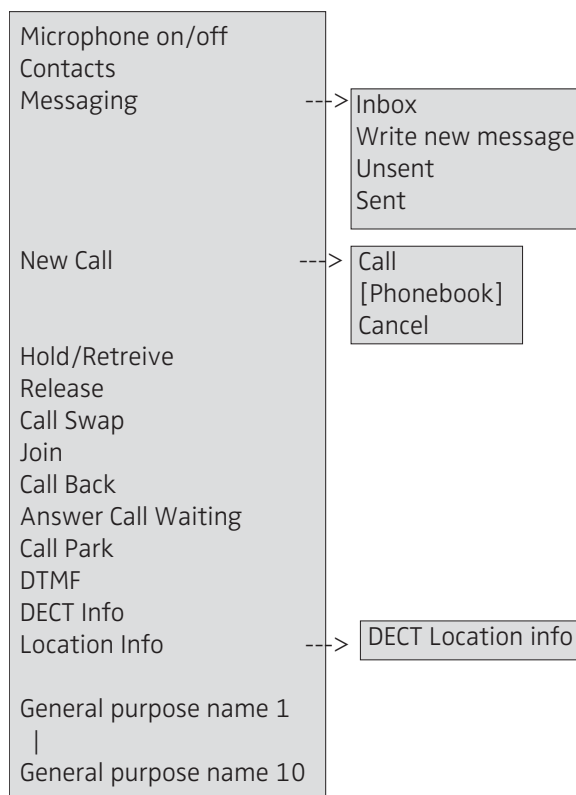 Microphone on/off
Contacts
Messaging --->
Inbox
Write new message
Unsent
Sent
New Call --->
Call
[Phonebook]
Cancel
Hold/Retreive
Release
Call Swap
Join
Call Back
Answer Call Waiting
Call Park
DTMF
DECT Info
Location Info --->
DECT Location info
General purpose name 1
|
General purpose name 10